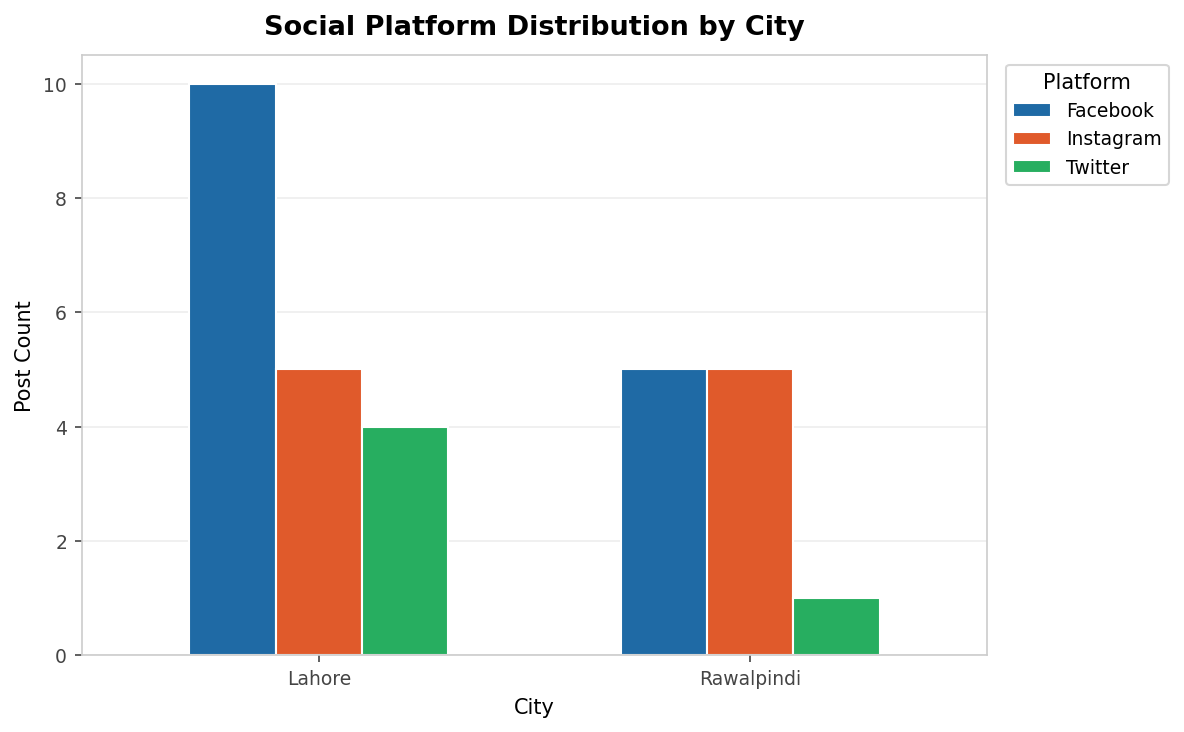 Social Platform Distribution by City
Platform
Facebook
Instagram
Twitter
10
8
6
4
2
0
Post Count
Lahore
Rawalpindi
City